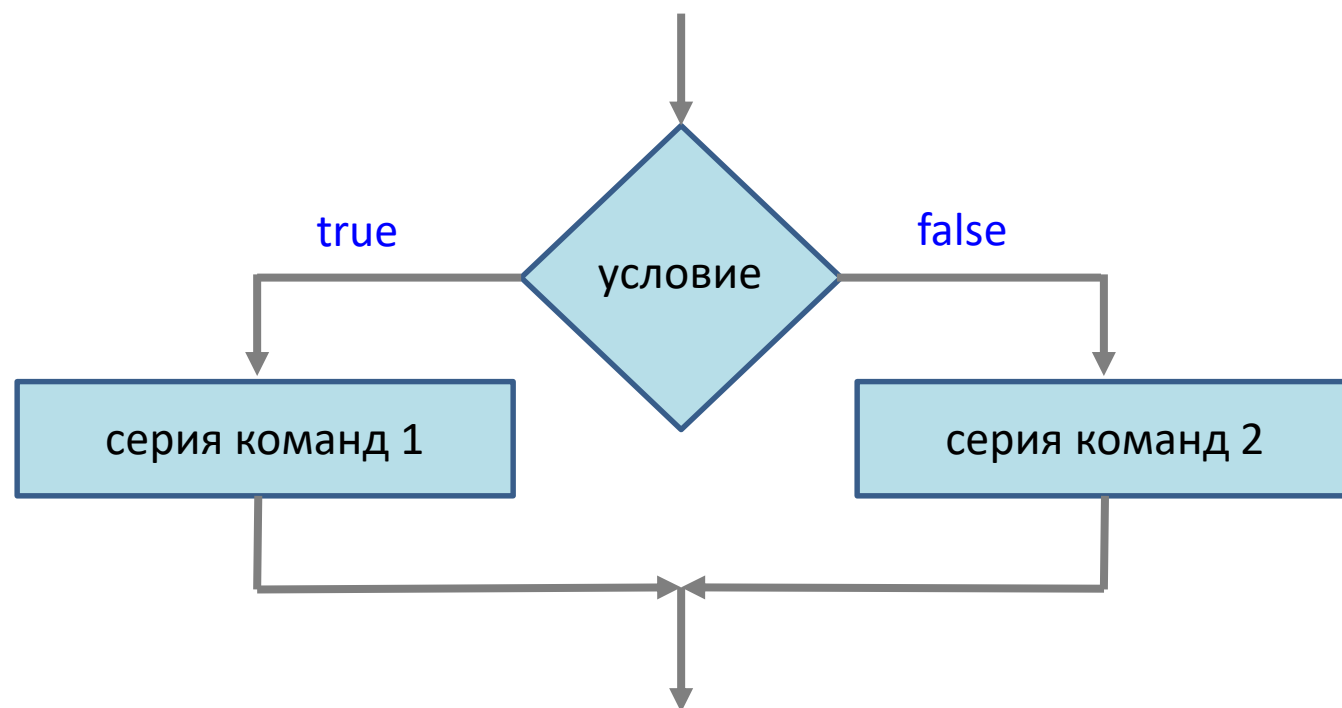 true
false
условие
серия команд 1
серия команд 2